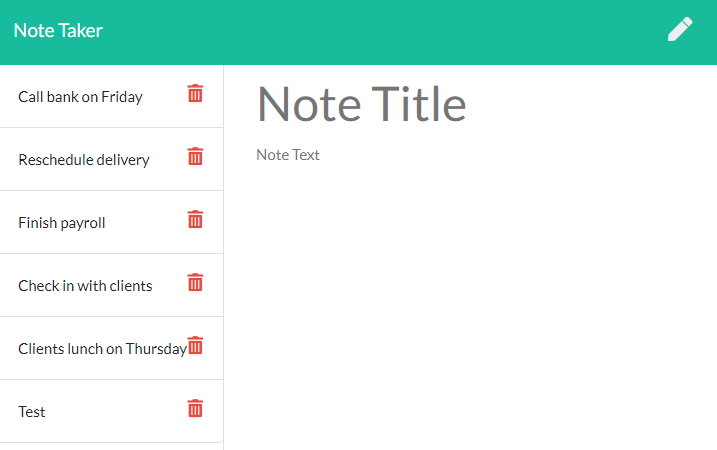 Note Taker
Call bank on Friday
Reschedule delivery
Finish payroll
Check in with clients
Clients lunch on Thursday
Test
Note Title
Note Text